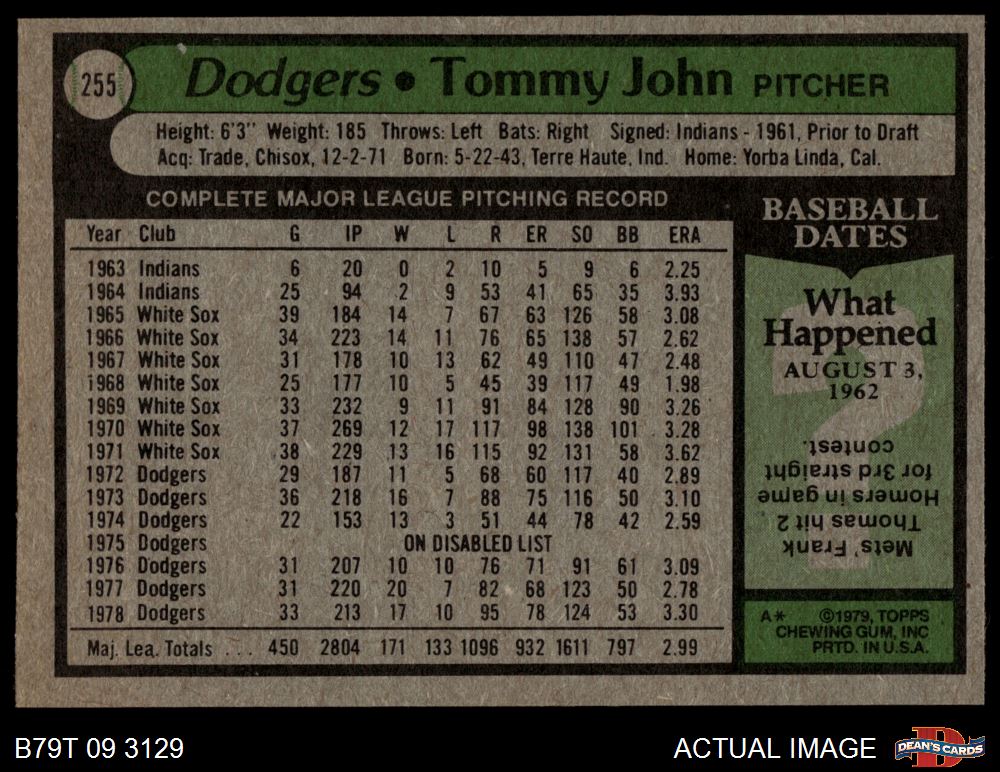 255 Dodgers • Tommy John PITCHER
Height: 6'3" Weight: 185 Throws: Left Bats: Right Signed: Indians - 1961, Prior to Draft
Acq: Trade, Chisox, 12-2-71 Born: 5-22-43, Terre Haute, Ind. Home: Yorba Linda, Cal.
COMPLETE MAJOR LEAGUE PITCHING RECORD
Year Club G IP W L R ER SO BB ERA
1963 Indians 6 20 0 2 10 5 9 6 2.25
1964 Indians 25 94 2 9 53 41 65 35 3.93
1965 White Sox 39 184 14 7 67 63 126 58 3.08
1966 White Sox 34 223 14 11 76 65 138 57 2.62
1967 White Sox 31 178 10 13 62 49 110 47 2.48
1968 White Sox 25 177 10 5 45 39 117 49 1.98
1969 White Sox 33 232 9 11 91 84 128 90 3.26
1970 White Sox 37 269 12 17 117 98 138 101 3.28
1971 White Sox 38 229 13 16 115 92 131 58 3.62
1972 Dodgers 29 187 11 5 68 60 117 40 2.89
1973 Dodgers 36 218 16 7 88 75 116 50 3.10
1974 Dodgers 22 153 13 3 51 44 78 42 2.59
1975 Dodgers ON DISABLED LIST
1976 Dodgers 31 207 10 10 76 71 91 61 3.09
1977 Dodgers 31 220 20 7 82 68 123 50 2.78
1978 Dodgers 33 213 17 10 95 78 124 53 3.30
Maj. Lea. Totals . . . 450 2804 171 133 1096 932 1611 797 2.99
BASEBALL
DATES
What
Happened
AUGUST 3,
1962
Mets' Frank
Thomas hit 2
Homers in game
for 3rd straight
contest.
A* ©1979, TOPPS
CHEWING GUM, INC
PRTD. IN U.S.A.
B79T 09 3129
ACTUAL IMAGE
D
DEAN'S CARDS